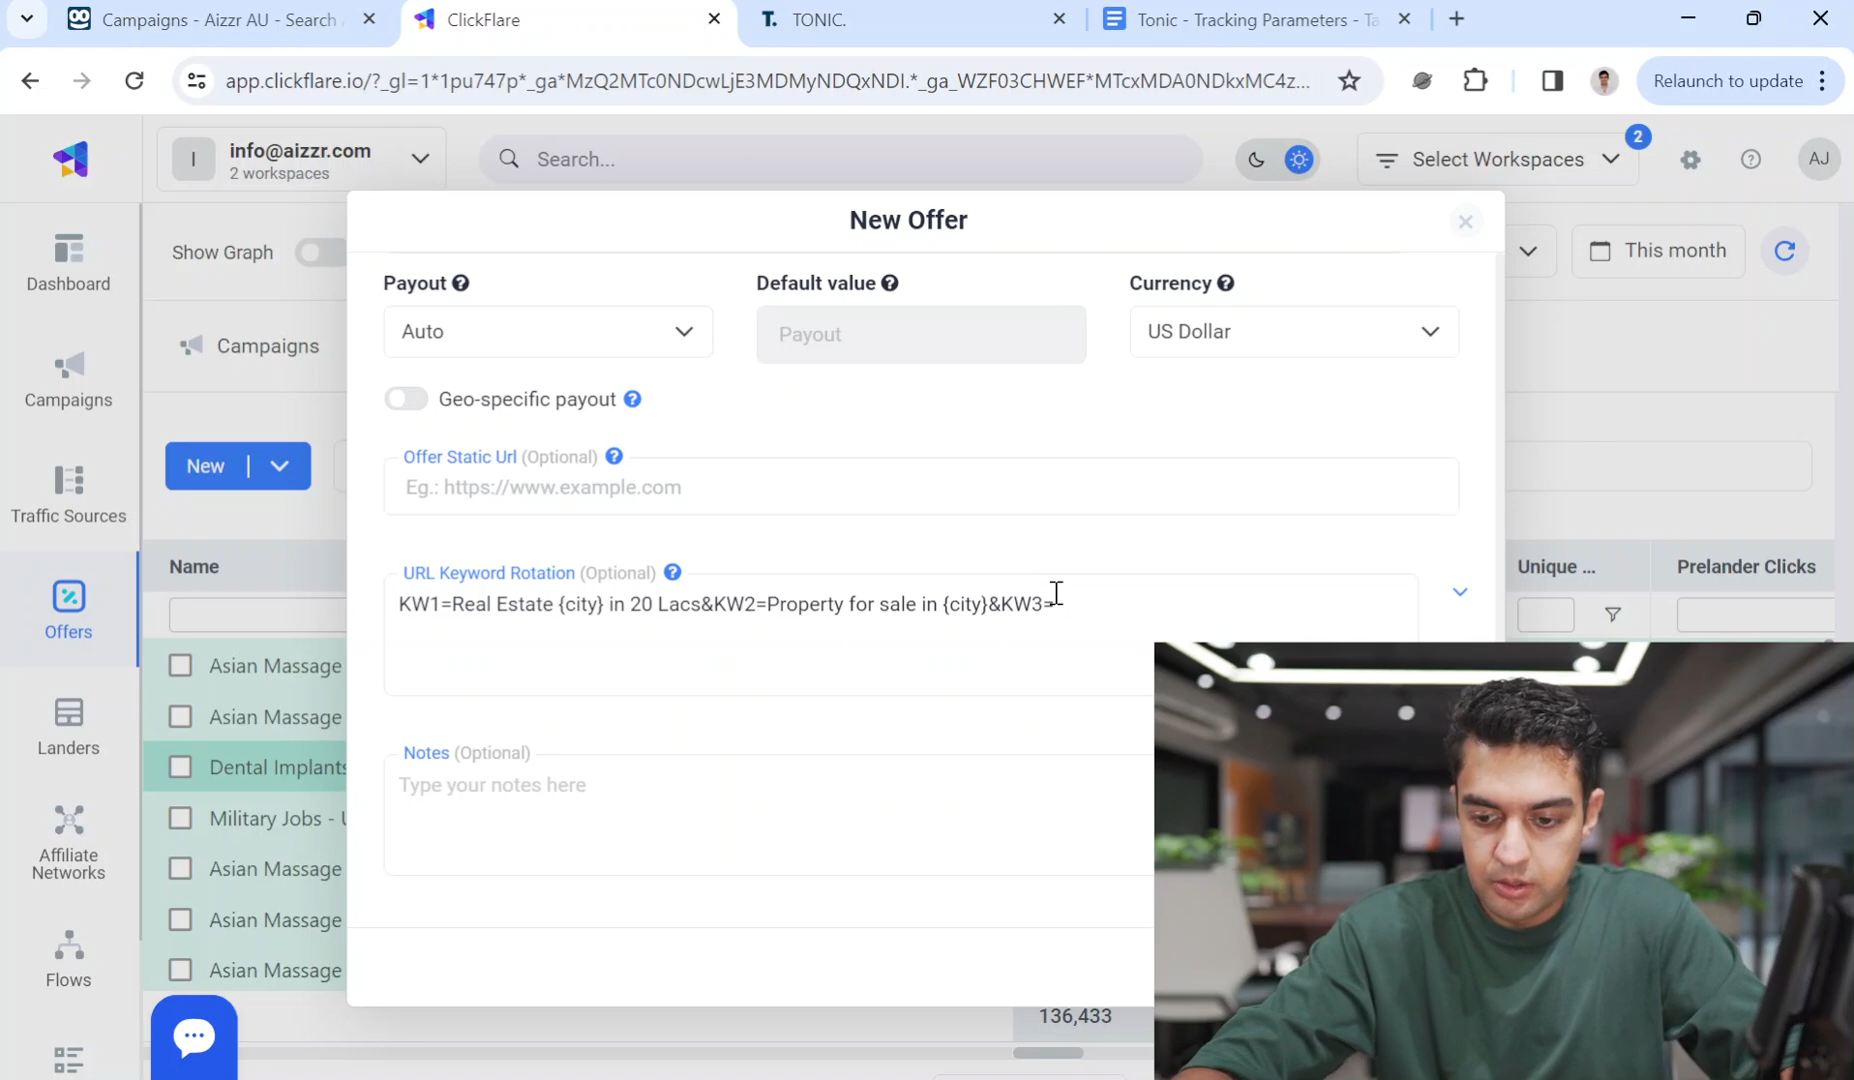 Campaigns - Aizzr AU - Search
ClickFlare
T. TONIC.
Tonic - Tracking Parameters - Ta
app.clickflare.io/?_gl=1*1pu747p*_ga*MzQ2MTc0NDcwLjE3MDMyNDQxNDI.*_ga_WZF03CHWEF*MTcxMDA0NDkxMC4z...
Relaunch to update
I
info@aizzr.com
2 workspaces
Search...
Select Workspaces
2
AJ
Dashboard
Campaigns
Traffic Sources
Offers
Landers
Affiliate
Networks
Flows
Show Graph
This month
Campaigns
New
Name
Asian Massage
Asian Massage
Dental Implants
Military Jobs - U
Asian Massage
Asian Massage
Asian Massage
Unique ...
Prelander Clicks
136,433
New Offer
Payout
Default value
Currency
Auto
Payout
US Dollar
Geo-specific payout
Offer Static Url (Optional)
Eg.: https://www.example.com
URL Keyword Rotation (Optional)
KW1=Real Estate {city} in 20 Lacs&KW2=Property for sale in {city}&KW3=
Notes (Optional)
Type your notes here